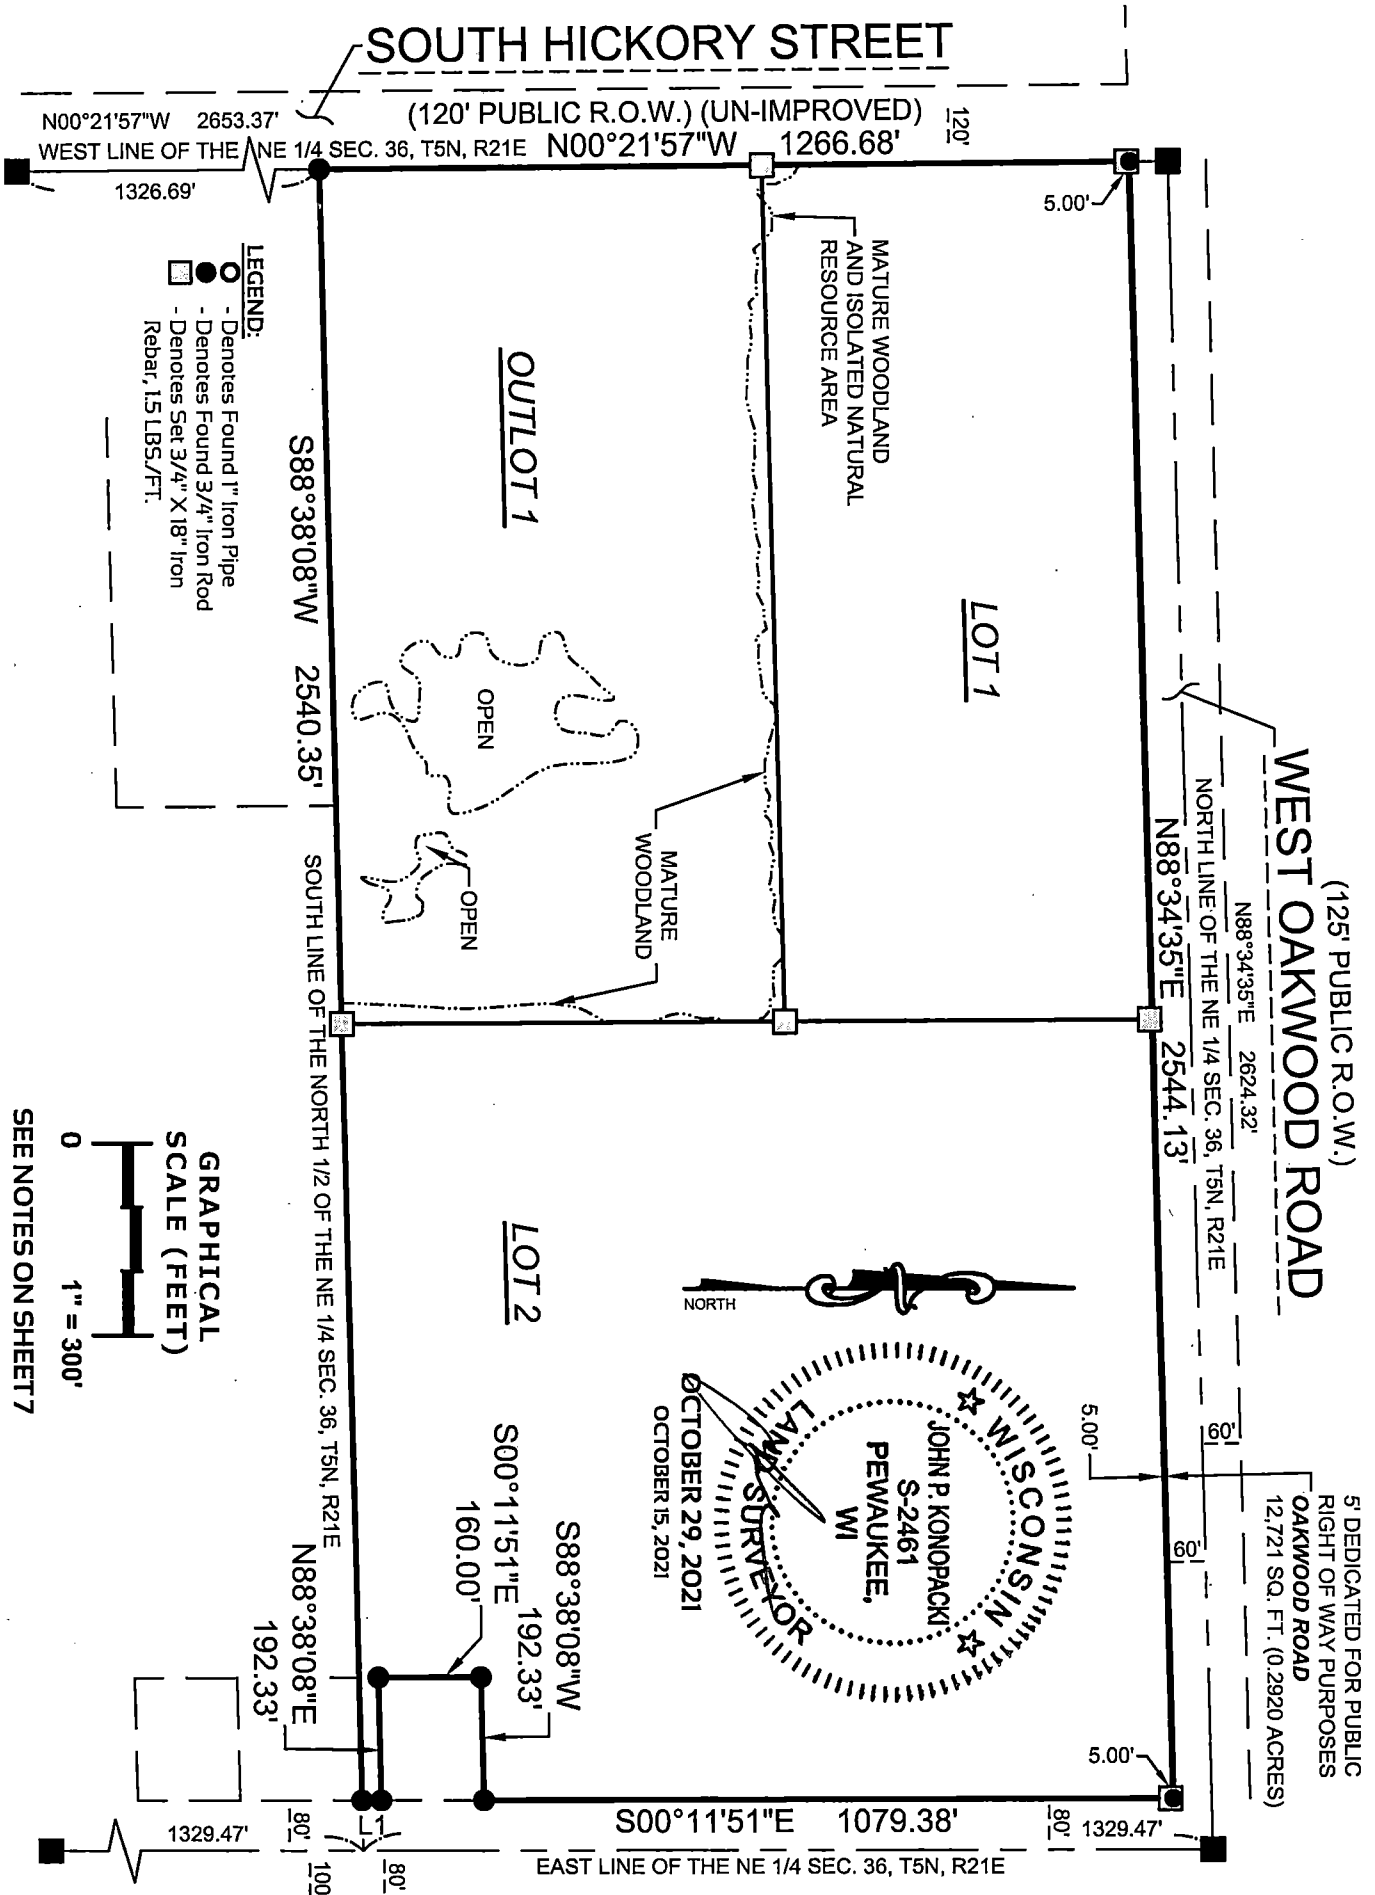 SOUTH HICKORY STREET
(120' PUBLIC R.O.W.) (UN-IMPROVED)
120'
N00°21'57"W 2653.37'
WEST LINE OF THE NE 1/4 SEC. 36, T5N, R21E
N00°21'57"W 1266.68'
1326.69'
5.00'
MATURE WOODLAND
AND ISOLATED NATURAL
RESOURCE AREA
LEGEND:
- Denotes Found 1" Iron Pipe
- Denotes Found 3/4" Iron Rod
- Denotes Set 3/4" X 18" Iron
Rebar, 1.5 LBS./FT.
OUTLOT 1
LOT 1
S88°38'08"W 2540.35'
OPEN
OPEN
MATURE
WOODLAND
(125' PUBLIC R.O.W.)
WEST OAKWOOD ROAD
N88°34'35"E 2624.32'
NORTH LINE OF THE NE 1/4 SEC. 36, T5N, R21E
N88°34'35"E 2544.13'
SOUTH LINE OF THE NORTH 1/2 OF THE NE 1/4 SEC. 36, T5N, R21E
LOT 2
NORTH
GRAPHICAL
SCALE (FEET)
0 1" = 300'
SEE NOTES ON SHEET 7
WISCONSIN
JOHN P. KONOPACKI
S-2461
PEWAUKEE,
WI
LAND SURVEYOR
OCTOBER 29, 2021
OCTOBER 15, 2021
5.00'
60'
60'
5' DEDICATED FOR PUBLIC
RIGHT OF WAY PURPOSES
OAKWOOD ROAD
12,721 SQ. FT. (0.2920 ACRES)
S88°38'08"W
192.33'
S00°11'51"E
160.00'
N88°38'08"E
192.33'
5.00'
S00°11'51"E 1079.38'
80'
1329.47'
L1
1329.47'
80'
80'
100
EAST LINE OF THE NE 1/4 SEC. 36, T5N, R21E